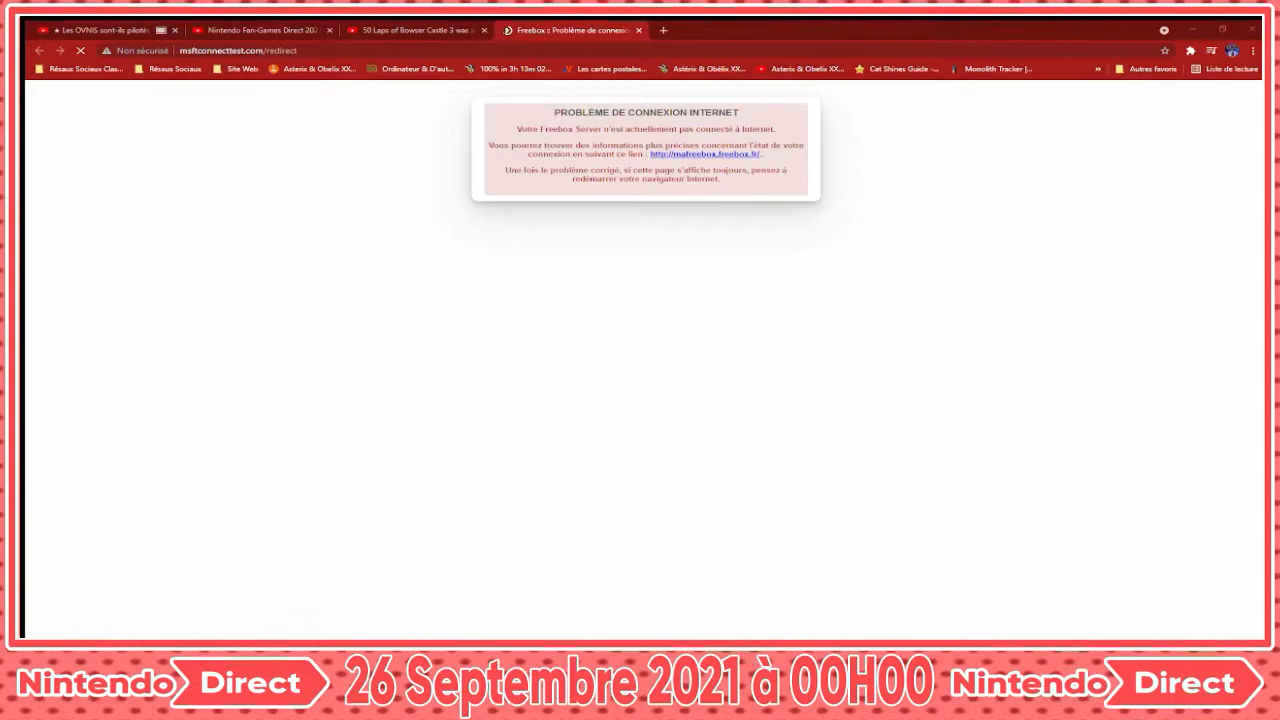 ★ Les OVNIS sont-ils pilotés
Nintendo Fan-Games Direct 202
50 Laps of Bowser Castle 3 was
Freebox :: Problème de connexio
Non sécurisé
msftconnecttest.com/redirect
Résaux Sociaux Clas...
Résaux Sociaux
Site Web
Asterix & Obelix XX...
Ordinateur & D'aut...
100% in 3h 13m 02...
Les cartes postales...
Astérix & Obélix XX...
Asterix & Obelix XX...
Cat Shines Guide -...
Monolith Tracker |...
»
Autres favoris
Liste de lecture
PROBLÈME DE CONNEXION INTERNET
Votre Freebox Server n'est actuellement pas connecté à Internet.
Vous pourrez trouver des informations plus précises concernant l'état de votre
connexion en suivant ce lien : http://mafreebox.freebox.fr/..
Une fois le problème corrigé, si cette page s'affiche toujours, pensez à
redémarrer votre navigateur Internet.
Nintendo Direct
26 Septembre 2021 à 00H00
Nintendo Direct